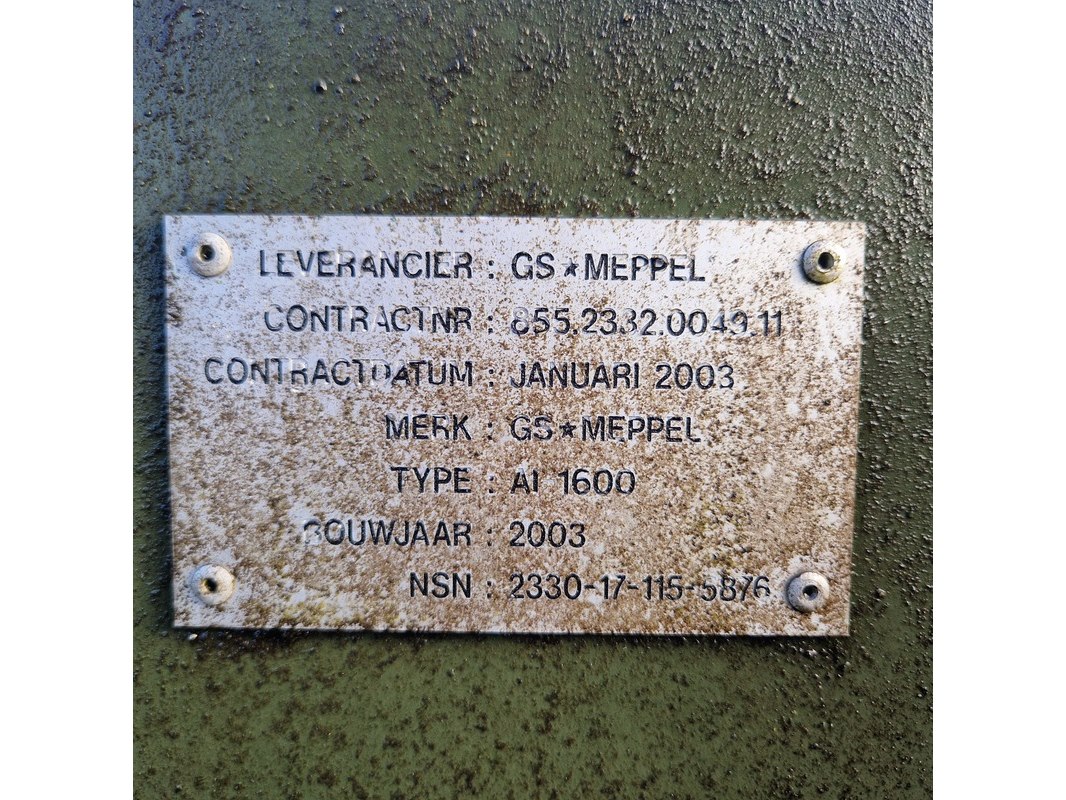 LEVERANCIER : GS★MEPPEL
CONTRACTNR : 855.2332.0049.11
CONTRACTDATUM : JANUARI 2003
MERK : GS★MEPPEL
TYPE : AI 1600
BOUWJAAR : 2003
NSN : 2330-17-115-5876